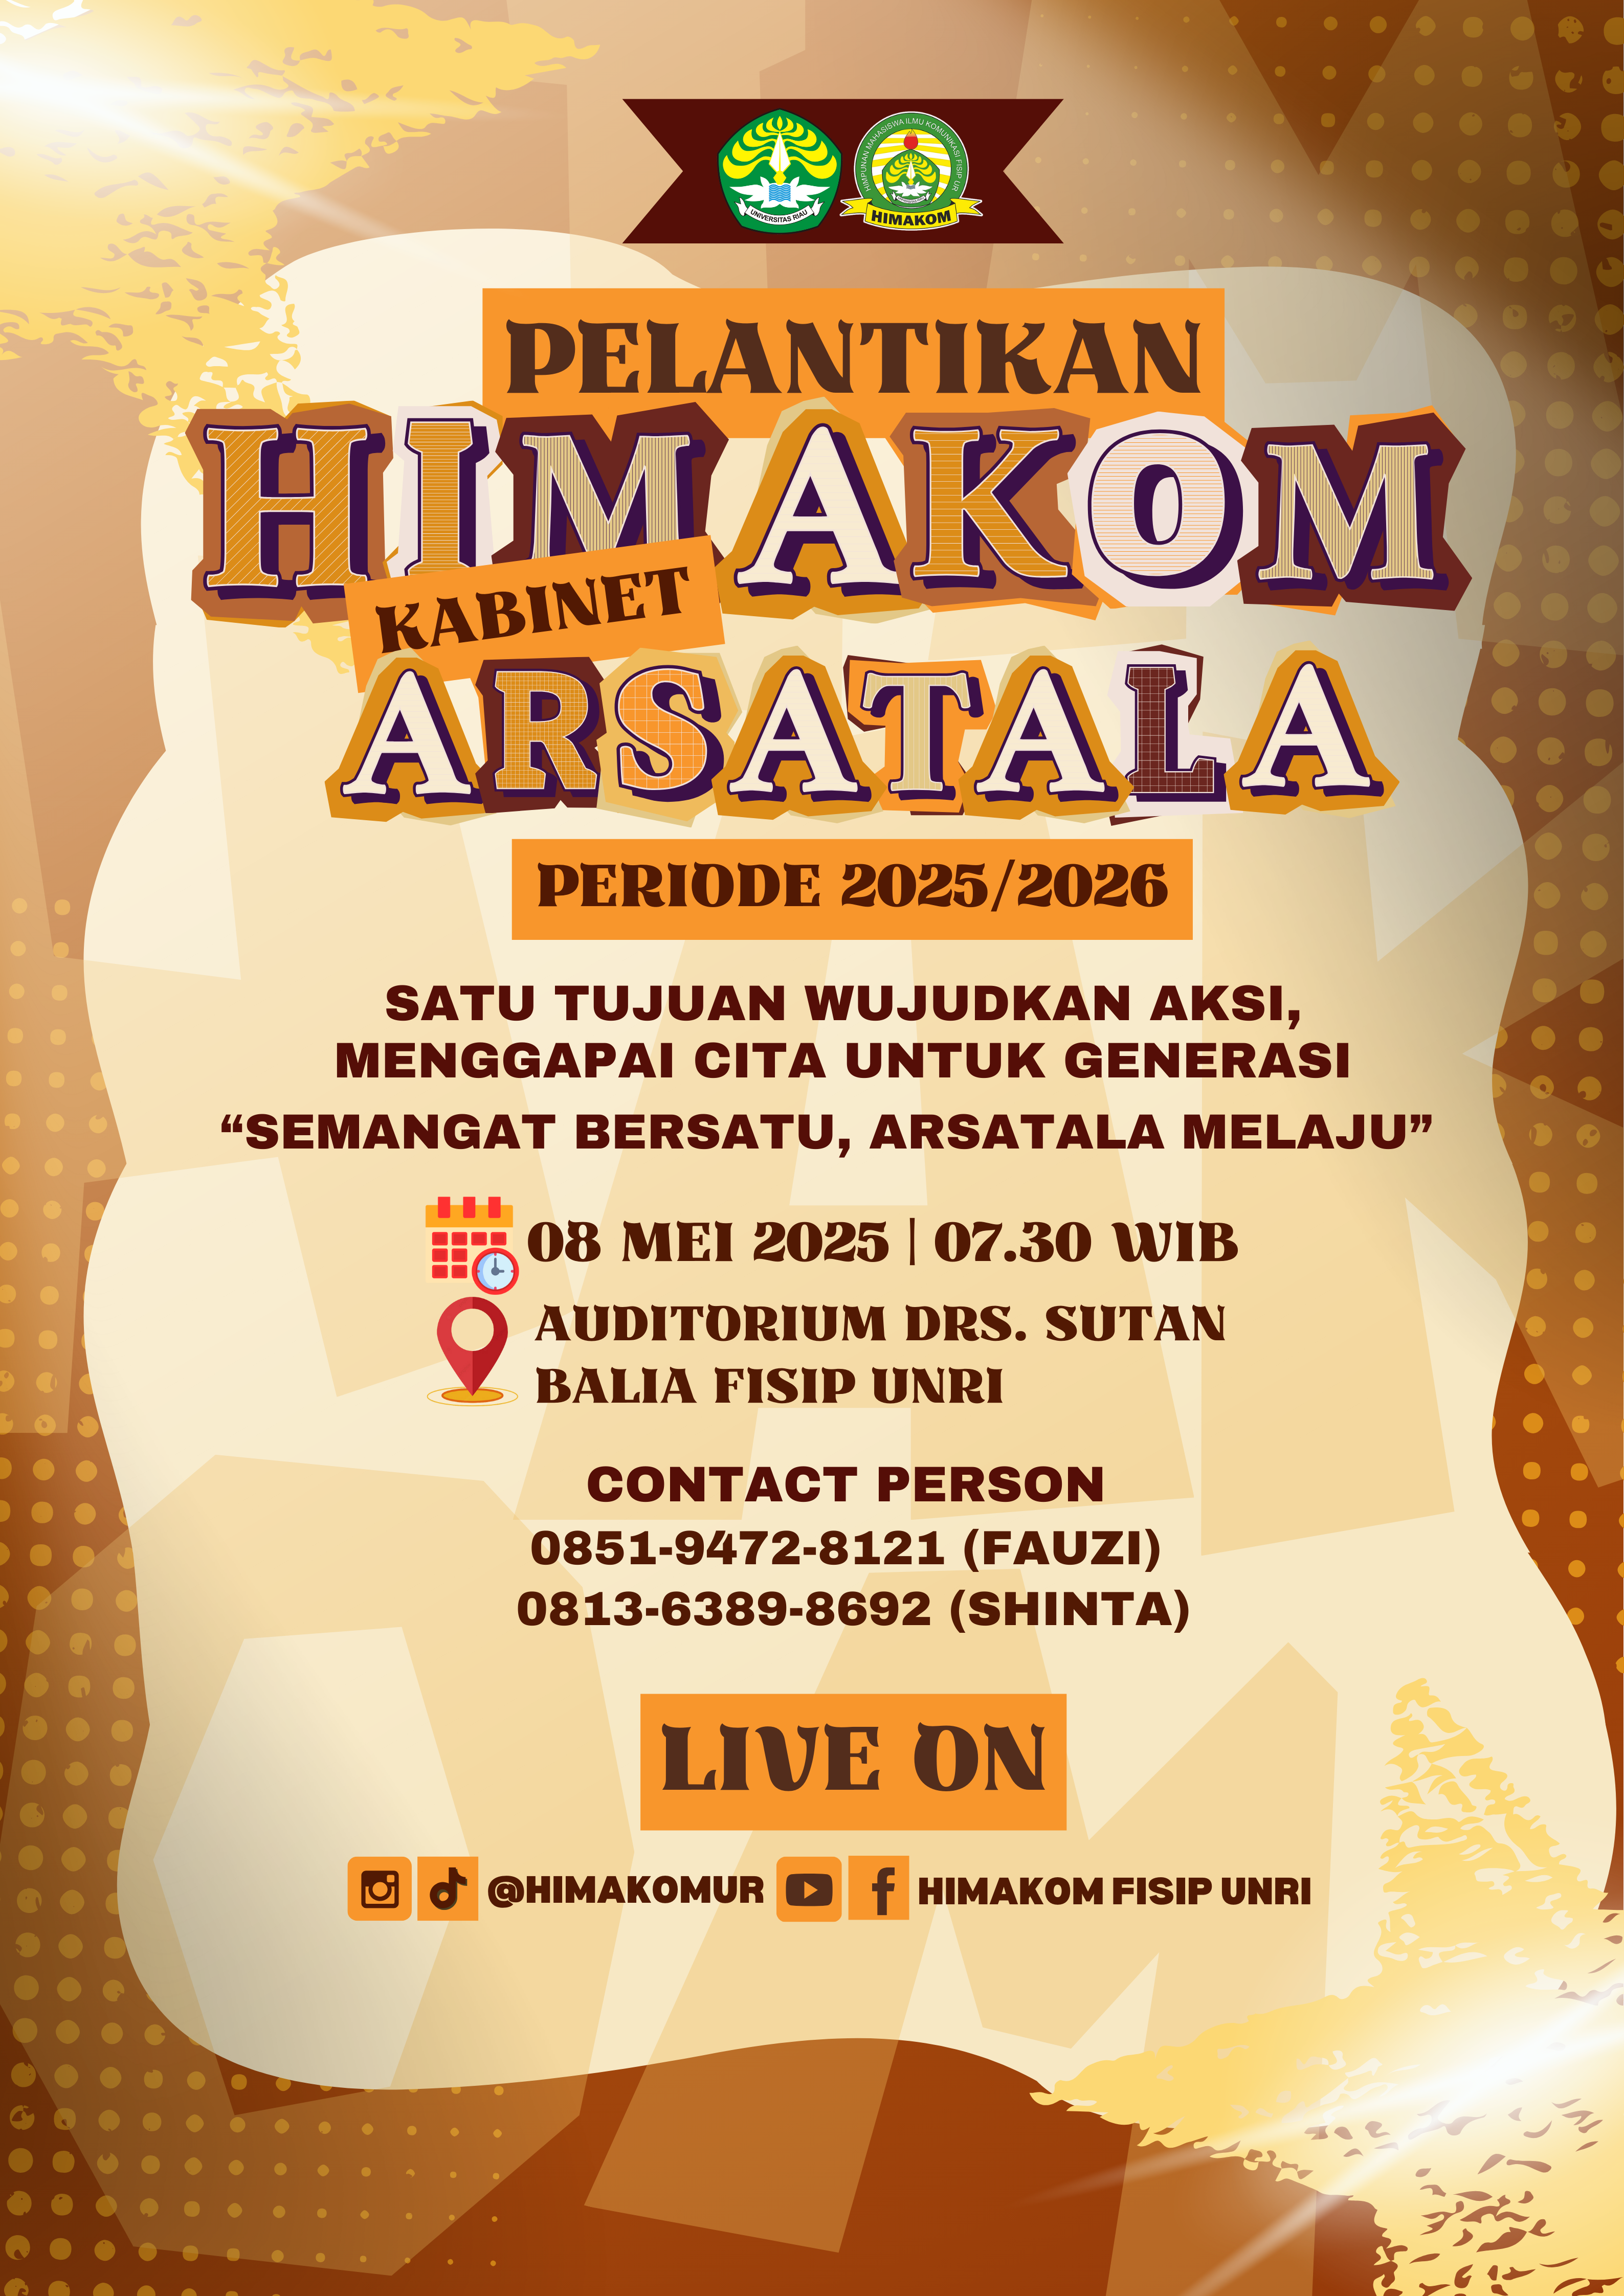 UNIVERSITAS RIAU
HIMPUNAN MAHASISWA ILMU KOMUNIKASI FISIP UR
HIMAKOM
PELANTIKAN
HIMAKOM
KABINET
ARSATALA
PERIODE 2025/2026
SATU TUJUAN WUJUDKAN AKSI,
MENGGAPAI CITA UNTUK GENERASI
“SEMANGAT BERSATU, ARSATALA MELAJU”
08 MEI 2025 | 07.30 WIB
AUDITORIUM DRS. SUTAN
BALIA FISIP UNRI
CONTACT PERSON
0851-9472-8121 (FAUZI)
0813-6389-8692 (SHINTA)
LIVE ON
@HIMAKOMUR HIMAKOM FISIP UNRI